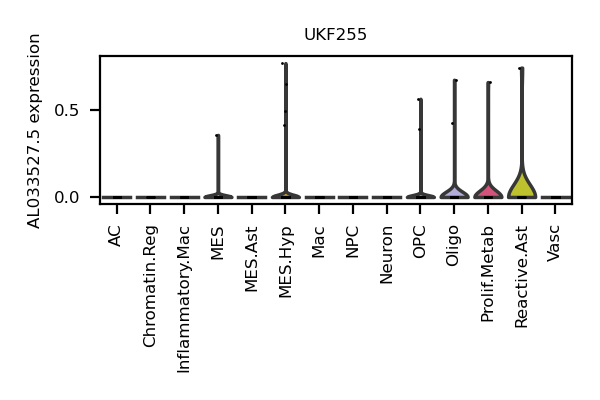 UKF255
AL033527.5 expression
0.5
0.0
AC
Chromatin.Reg
Inflammatory.Mac
MES
MES.Ast
MES.Hyp
Mac
NPC
Neuron
OPC
Oligo
Prolif.Metab
Reactive.Ast
Vasc